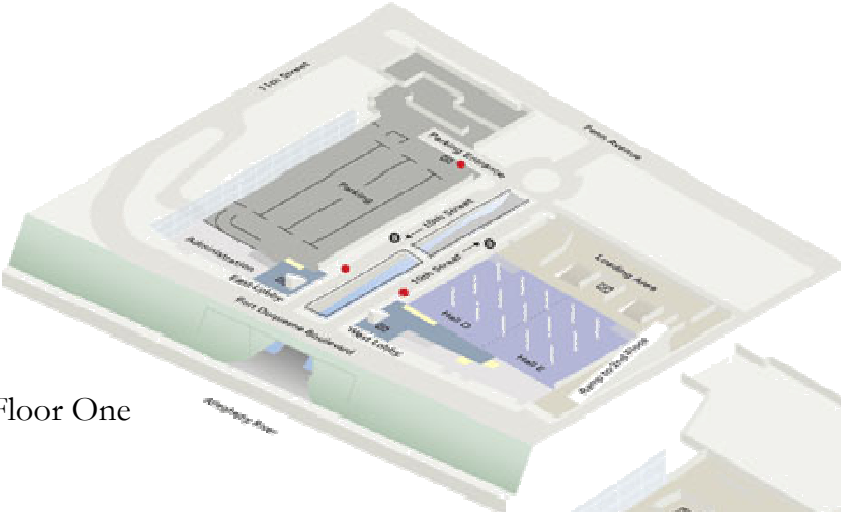 11th Street
Penn Avenue
Parking Entrance
Parking
10th Street
Administration
East Lobby
10th Street
Loading Area
Fort Duquesne Boulevard
Hall D
West Lobby
Hall E
Ramp to 2nd Floor
Floor One
Allegheny River